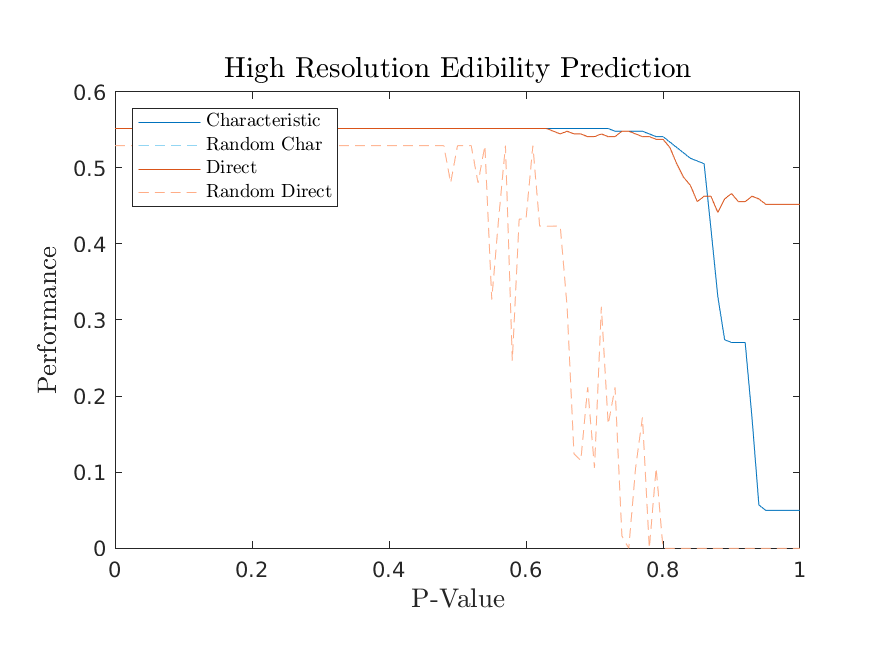 High Resolution Edibility Prediction
0.6
0.5
0.4
0.3
0.2
0.1
0
Performance
Characteristic
Random Char
Direct
Random Direct
0 0.2 0.4 0.6 0.8 1
P-Value